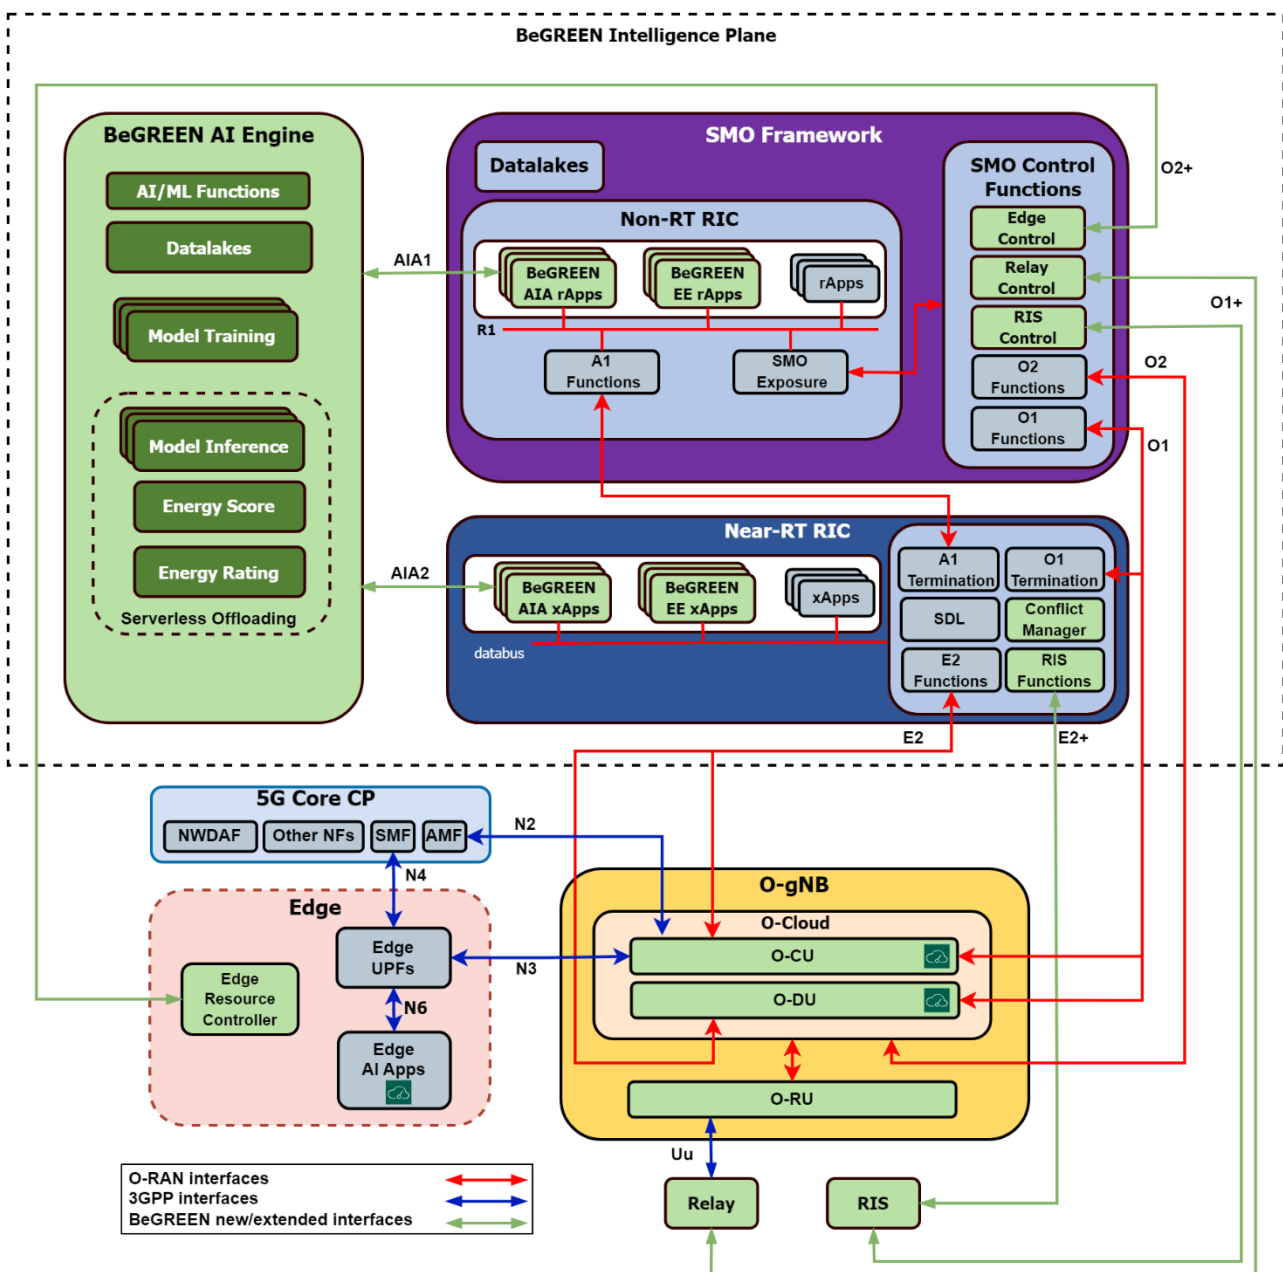 BeGREEN Intelligence Plane
BeGREEN AI Engine
AI/ML Functions
Datalakes
Model Training
Model Inference
Energy Score
Energy Rating
Serverless Offloading
AIA1
AIA2
SMO Framework
Datalakes
Non-RT RIC
BeGREEN
AIA rApps
BeGREEN
EE rApps
rApps
R1
A1
Functions
SMO
Exposure
SMO Control
Functions
Edge
Control
Relay
Control
RIS
Control
O2
Functions
O1
Functions
O2+
O1+
O2
O1
Near-RT RIC
BeGREEN
AIA xApps
BeGREEN
EE xApps
xApps
databus
A1
Termination
O1
Termination
SDL
Conflict
Manager
E2
Functions
RIS
Functions
E2
E2+
5G Core CP
NWDAF
Other NFs
SMF
AMF
N2
N4
Edge
Edge
UPFs
N3
Edge
Resource
Controller
N6
Edge
AI Apps
O-gNB
O-Cloud
O-CU
O-DU
O-RU
Uu
Relay
RIS
O-RAN interfaces
3GPP interfaces
BeGREEN new/extended interfaces